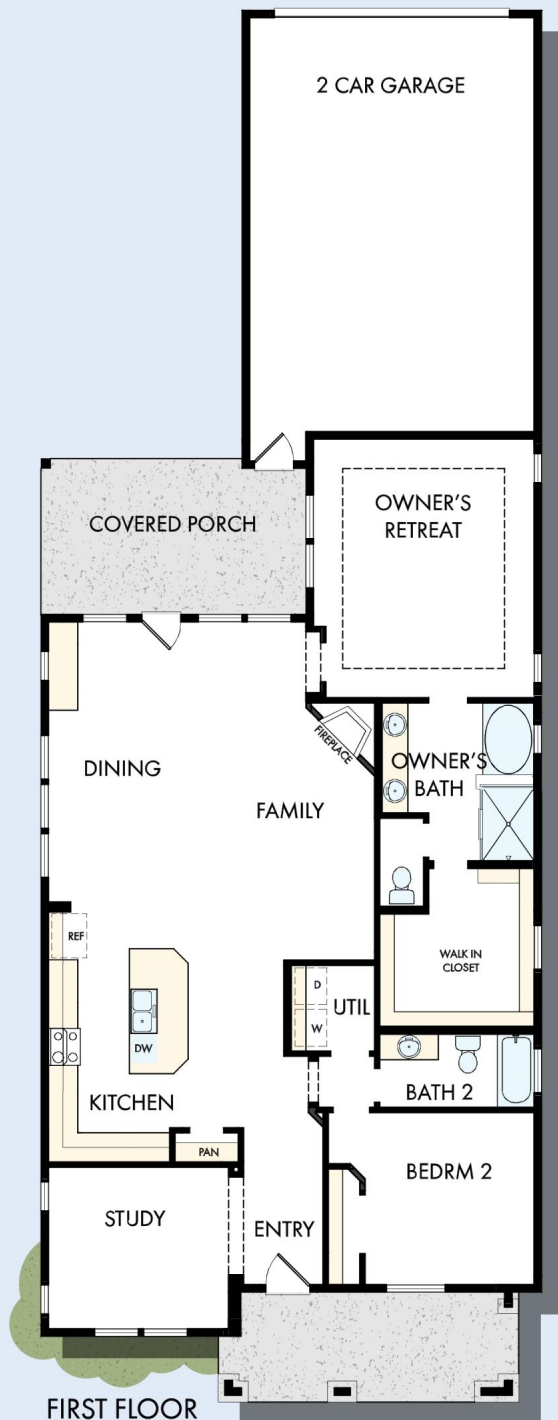 2 CAR GARAGE
OWNER'S
RETREAT
COVERED PORCH
FIREPLACE
DINING
OWNER'S
BATH
FAMILY
REF
WALK IN
CLOSET
D
UTIL
W
DW
BATH 2
KITCHEN
PAN
BEDRM 2
STUDY
ENTRY
FIRST FLOOR